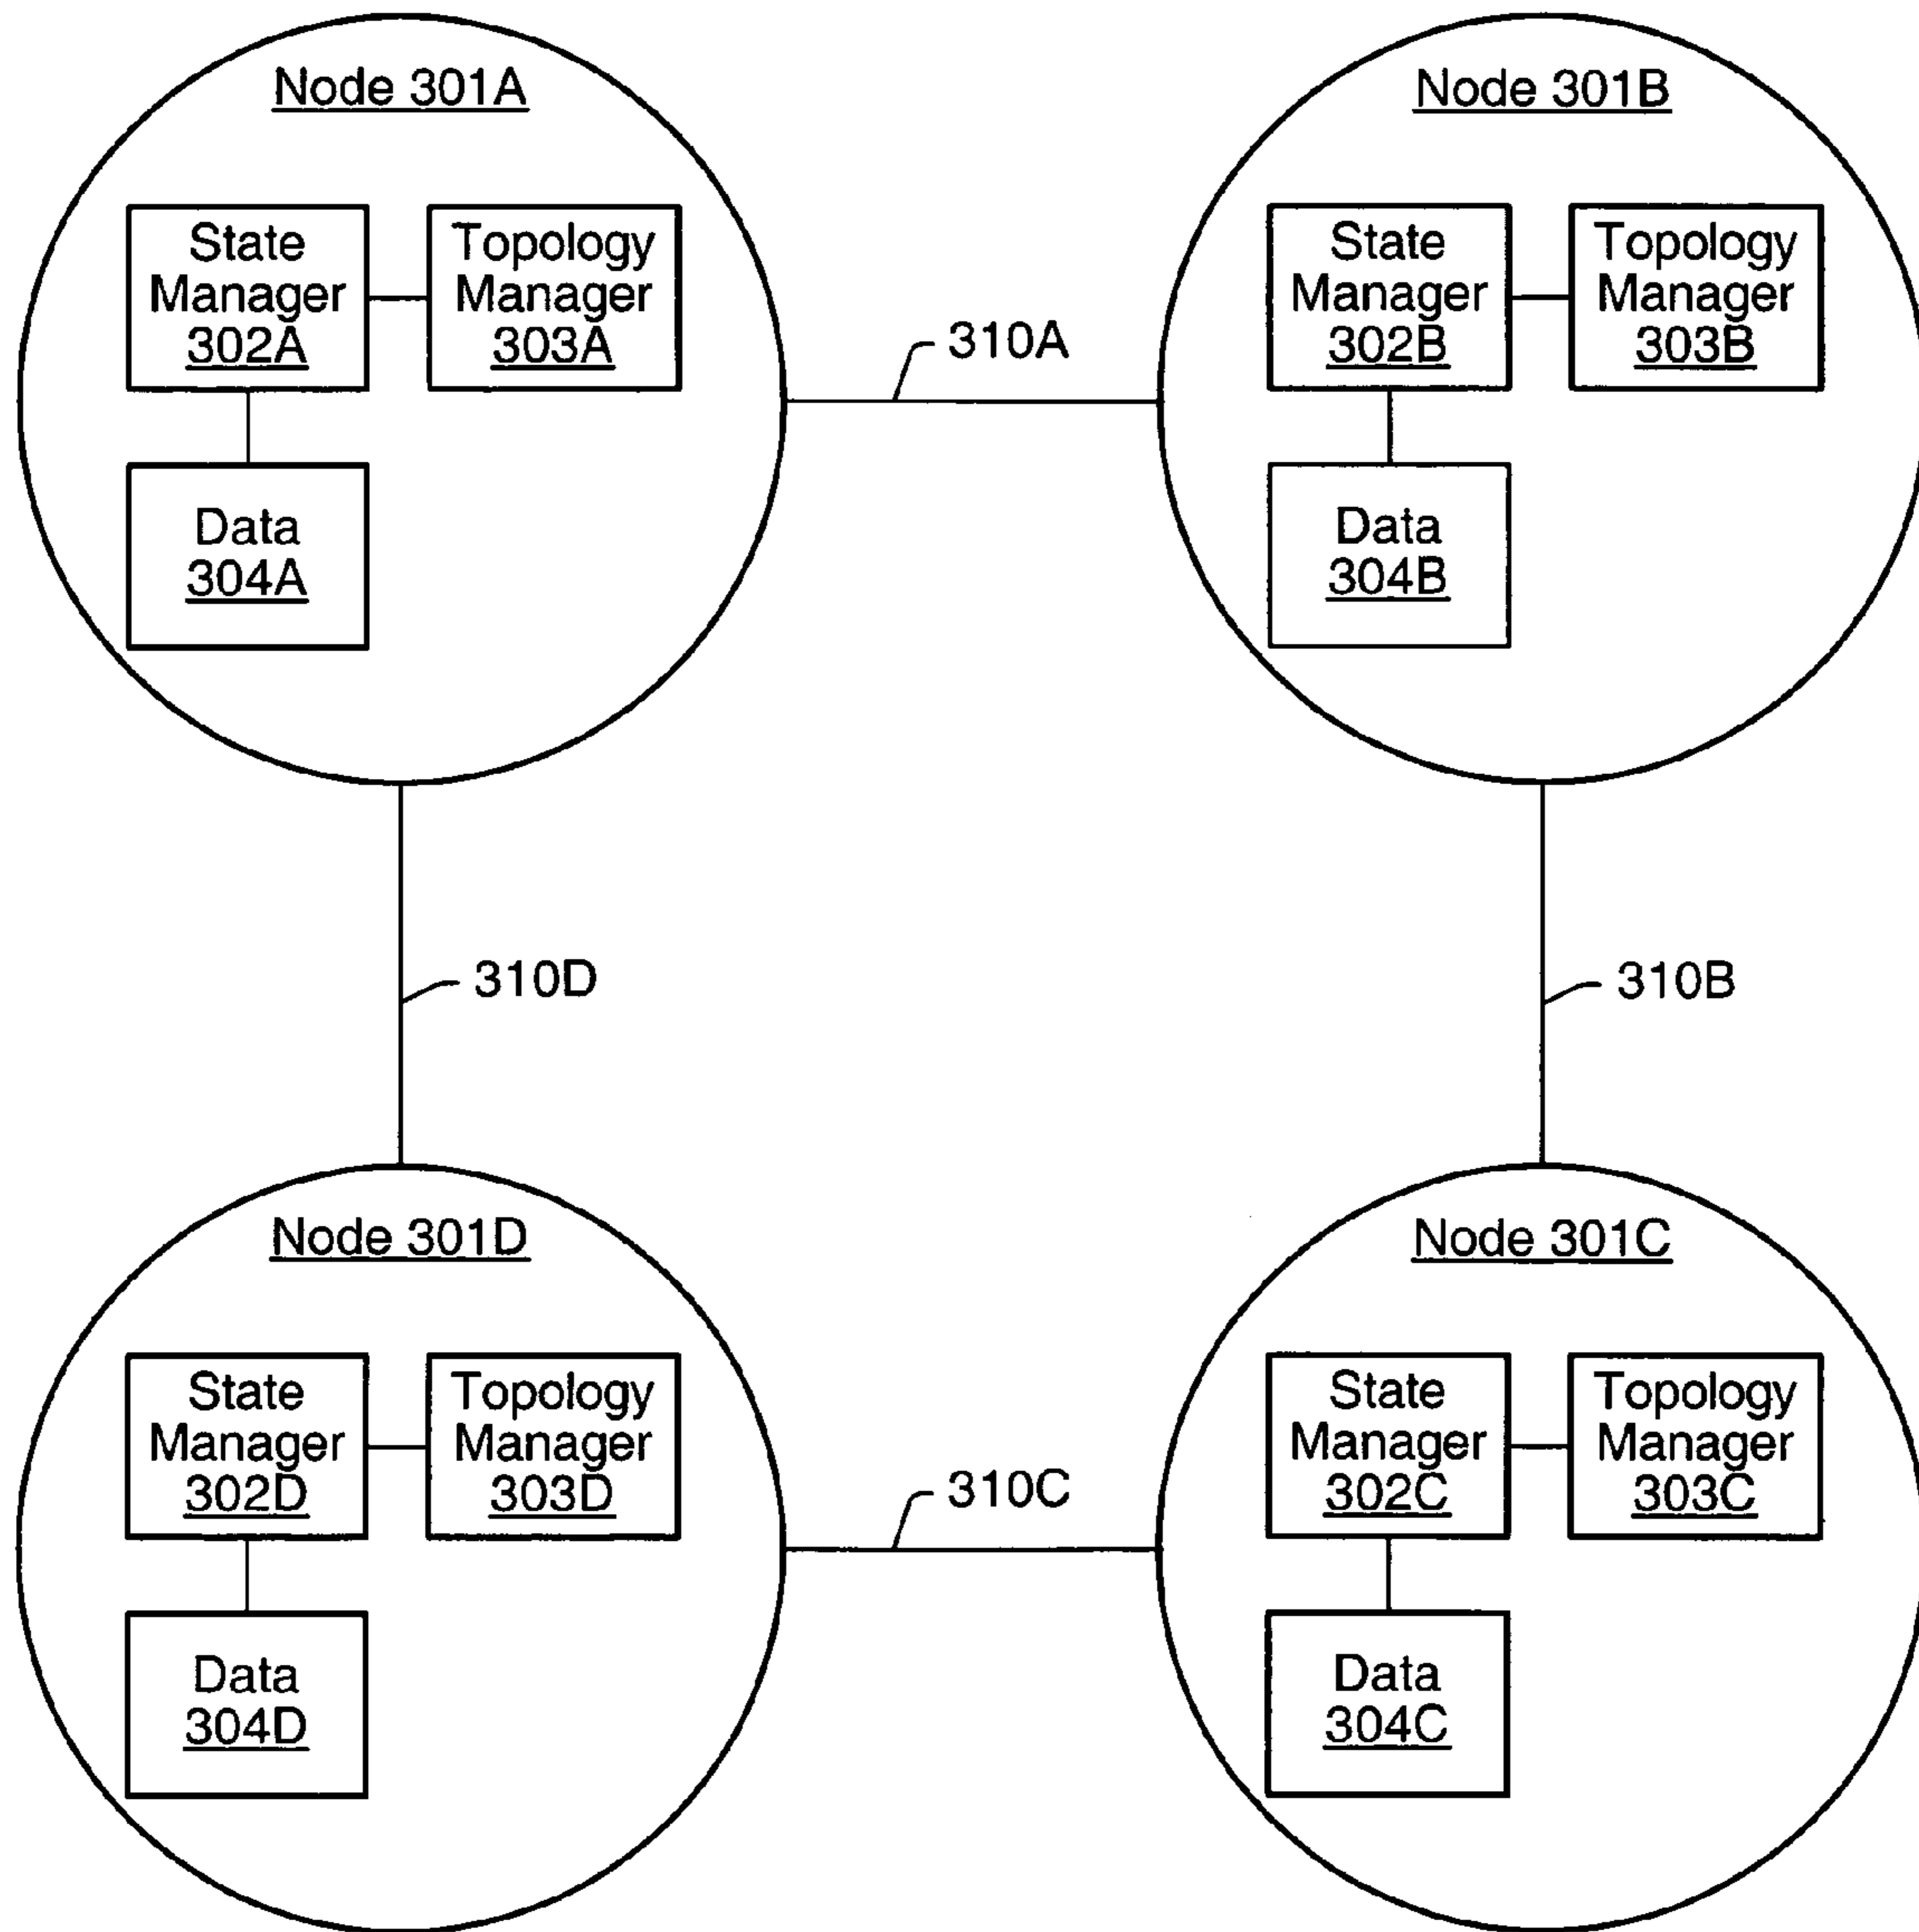 Node 301A
State
Manager
302A
Topology
Manager
303A
Data
304A
310A
Node 301B
State
Manager
302B
Topology
Manager
303B
Data
304B
310D
310B
Node 301D
State
Manager
302D
Topology
Manager
303D
Data
304D
310C
Node 301C
State
Manager
302C
Topology
Manager
303C
Data
304C